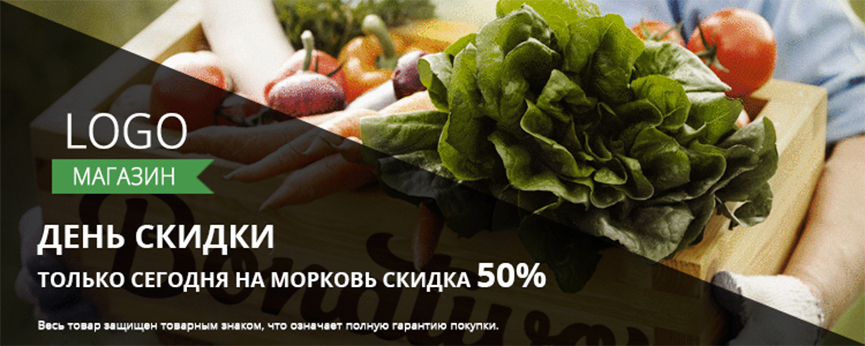 LOGO
МАГАЗИН
ДЕНЬ СКИДКИ
ТОЛЬКО СЕГОДНЯ НА МОРКОВЬ СКИДКА 50%
Весь товар защищен товарным знаком, что означает полную гарантию покупки.